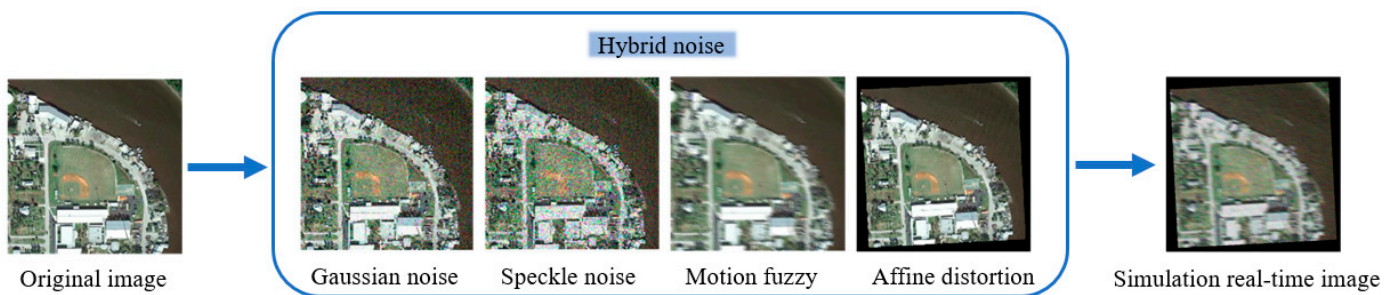 Hybrid noise
Original image
Gaussian noise
Speckle noise
Motion fuzzy
Affine distortion
Simulation real-time image